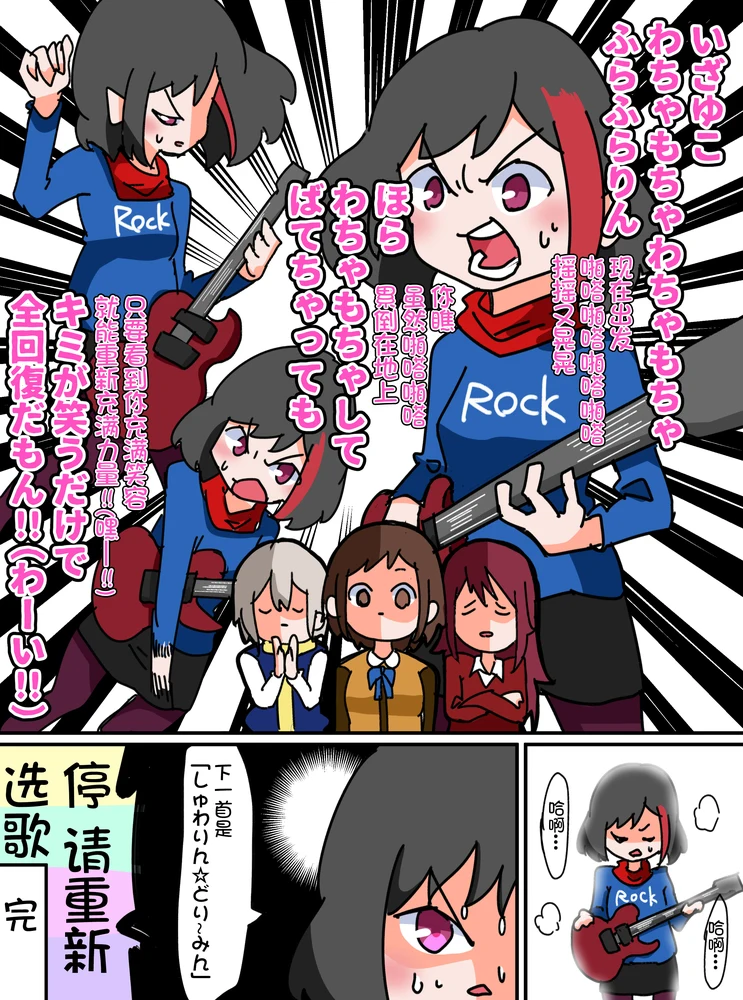 いざゆこ
わちゃもちゃわちゃもちゃ
ふらふらりん
现在出发
啪嗒啪嗒啪嗒啪嗒
摇摇又晃晃
ほら
わちゃもちゃして
ばてちゃっても
你瞧
虽然啪嗒啪嗒
累倒在地上
Rock
Rock
キミが笑うだけで
全回復だもん!!(わーい!!)
只要看到你充满笑容
就能重新充满力量!!(嘿——!!)
哈啊…
哈啊…
Rock
下一首是
「しゅわりん☆どり~みん」
停 请重新
选歌
完